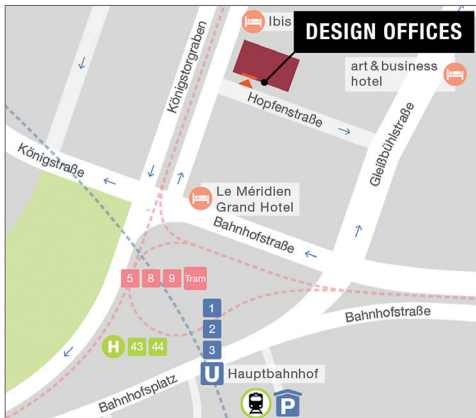 Ibis
DESIGN OFFICES
art & business
hotel
Königstorgraben
Hopfenstraße
Gleißbühlstraße
Königstraße
Le Méridien
Grand Hotel
Bahnhofstraße
5 8 9 Tram
1
2
3
Bahnhofstraße
H 43 44
U Hauptbahnhof
Bahnhofsplatz
P